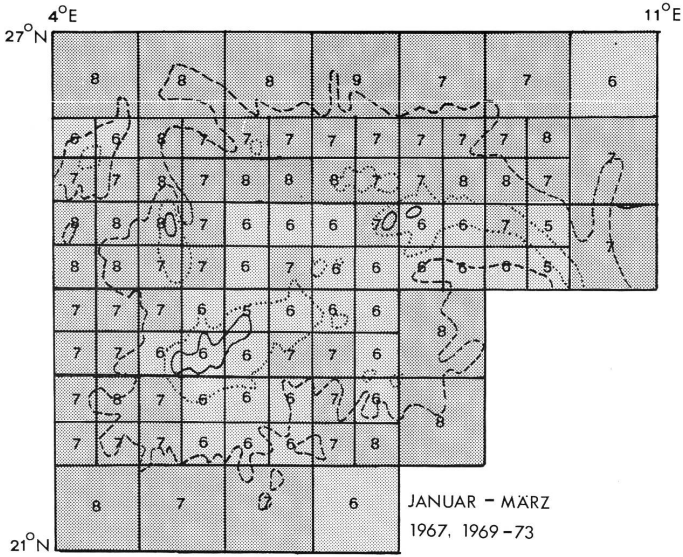 4°E 11°E
27°N
8 8 8 9 7 7 6
6 6 8 7 7 7 7 7 7 7 7 8
7
7 7 8 7 8 8 8 7 7 8 8 7
8 8 8 7 6 6 6 7 6 6 7 5
7
8 8 7 7 6 7 6 6 6 6 6 5
7 7 7 6 5 6 6 6
8
7 7 6 6 6 7 7 6
7 8 7 6 6 6 7 6
8
7 7 7 6 6 6 7 8
8 7 7 6
JANUAR – MÄRZ
1967, 1969–73
21°N